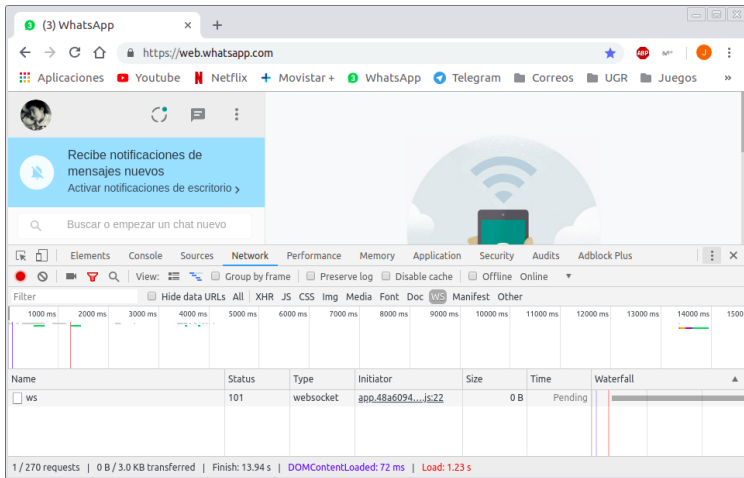 (3) WhatsApp
https://web.whatsapp.com
ABP
J
Aplicaciones Youtube Netflix Movistar+ WhatsApp Telegram Correos UGR Juegos »
Recibe notificaciones de
mensajes nuevos
Activar notificaciones de escritorio
Buscar o empezar un chat nuevo
Elements Console Sources Network Performance Memory Application Security Audits Adblock Plus
View: Group by frame Preserve log Disable cache Offline Online
Filter Hide data URLs All XHR JS CSS Img Media Font Doc WS Manifest Other
1000 ms 2000 ms 3000 ms 4000 ms 5000 ms 6000 ms 7000 ms 8000 ms 9000 ms 10000 ms 11000 ms 12000 ms 13000 ms 14000 ms 1500
Name Status Type Initiator Size Time Waterfall
ws 101 websocket app.48a6094….js:22 0 B Pending
1 / 270 requests | 0 B / 3.0 KB transferred | Finish: 13.94 s | DOMContentLoaded: 72 ms | Load: 1.23 s